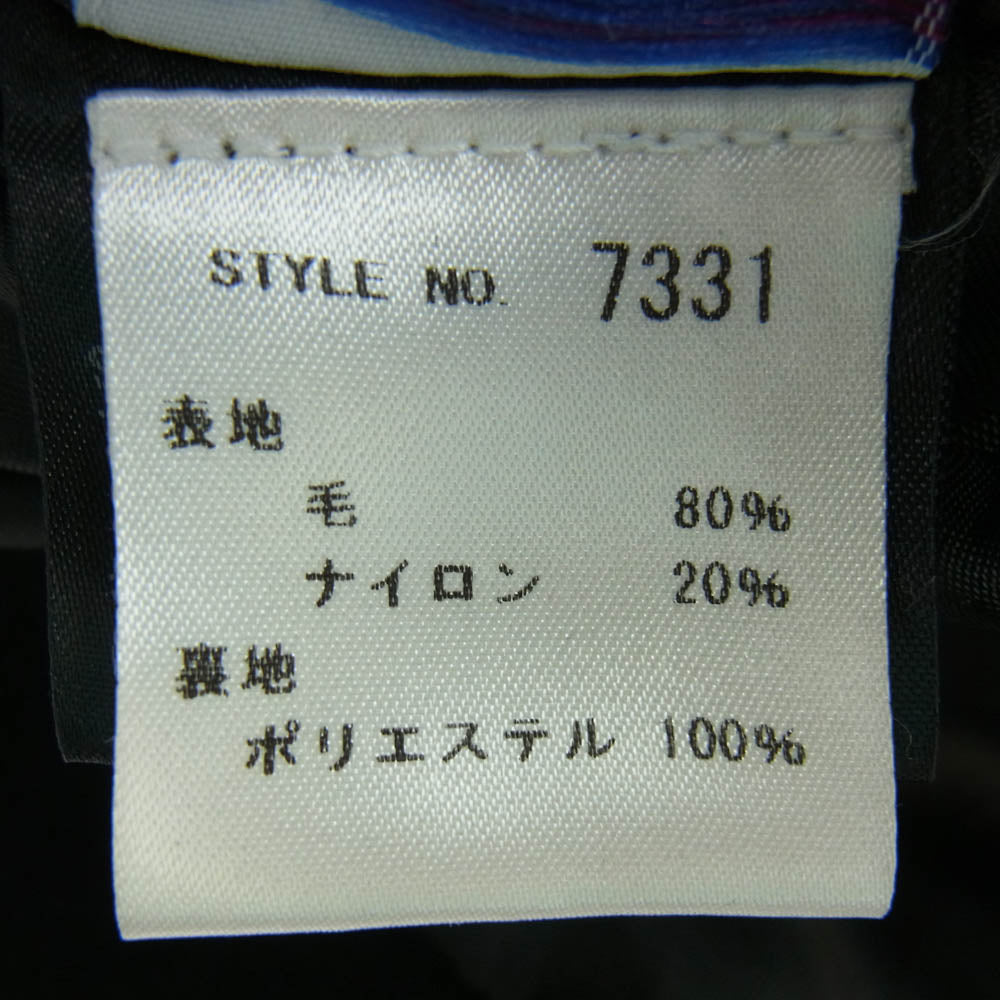 STYLE NO. 7331
表地
毛 80%
ナイロン 20%
裏地
ポリエステル 100%